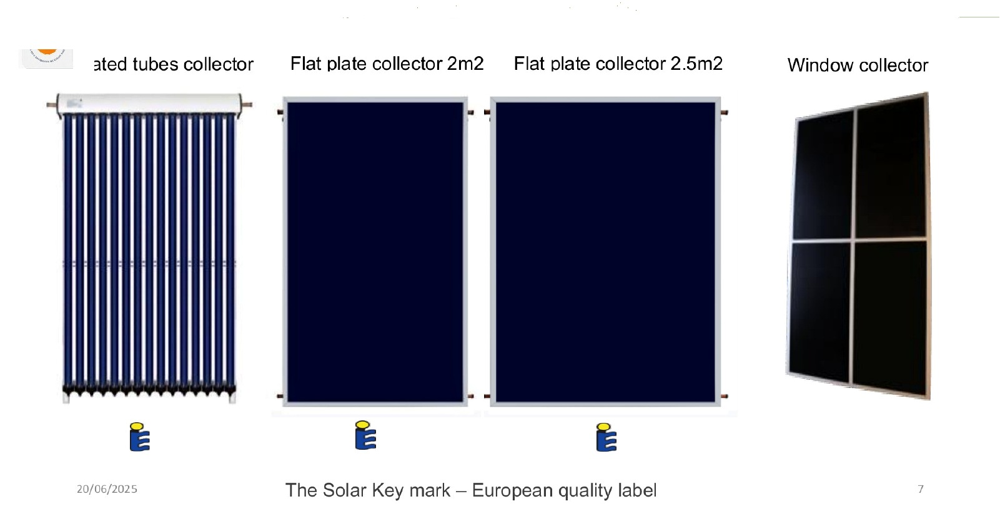 ated tubes collector
Flat plate collector 2m2
Flat plate collector 2.5m2
Window collector
20/06/2025
The Solar Key mark – European quality label
7